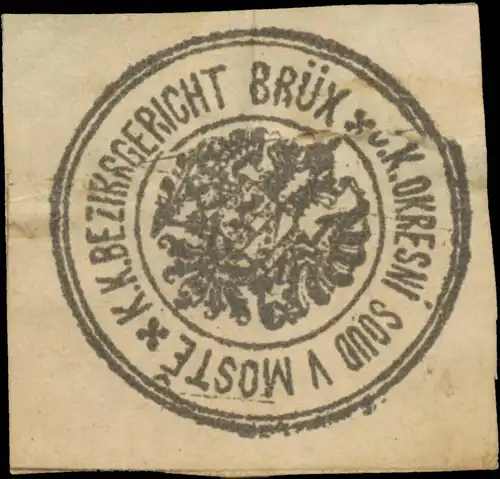 K.K.BEZIRKSGERICHT BRÜX
C.K.OKRESNÍ SOUD V MOSTĚ